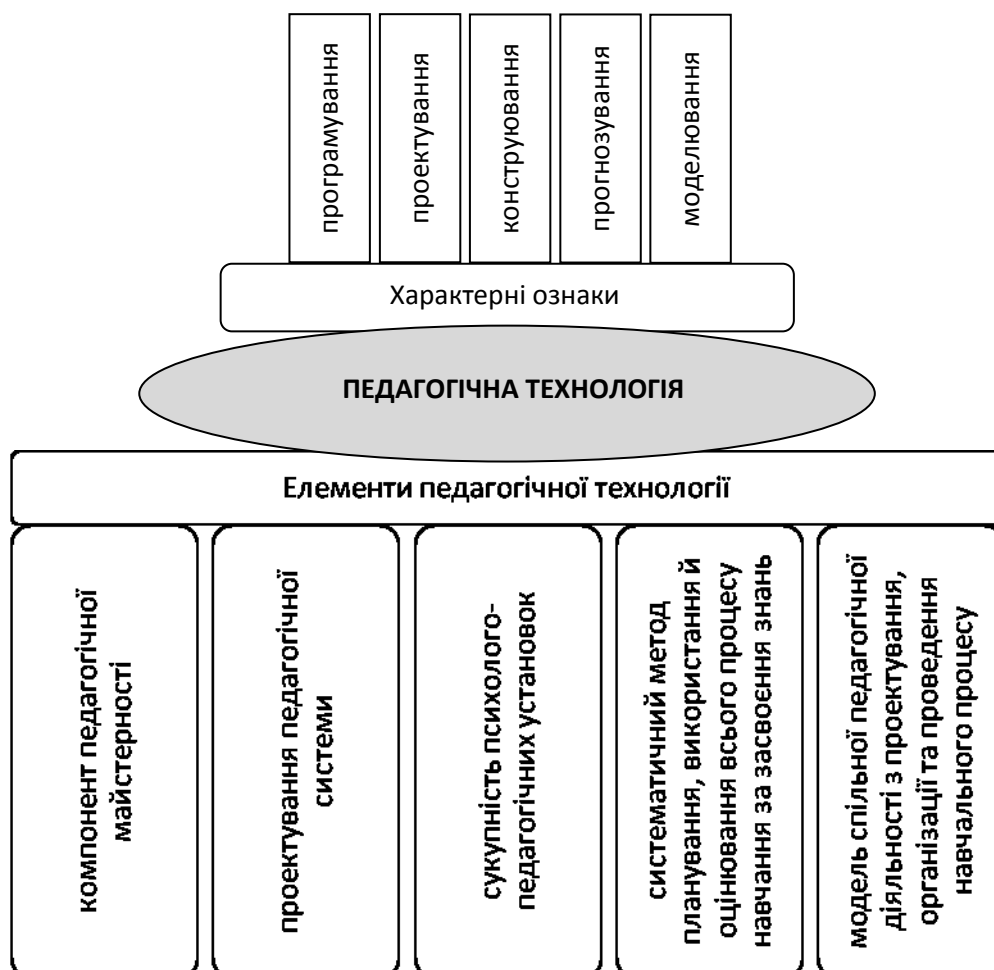 програмування
проектування
конструювання
прогнозування
моделювання
Характерні ознаки
ПЕДАГОГІЧНА ТЕХНОЛОГІЯ
Елементи педагогічної технології
компонент педагогічної
майстерності
проектування педагогічної
системи
сукупність психолого-
педагогічних установок
систематичний метод
планування, використання й
оцінювання всього процесу
навчання за засвоєння знань
модель спільної педагогічної
діяльності з проектування,
організації та проведення
навчального процесу